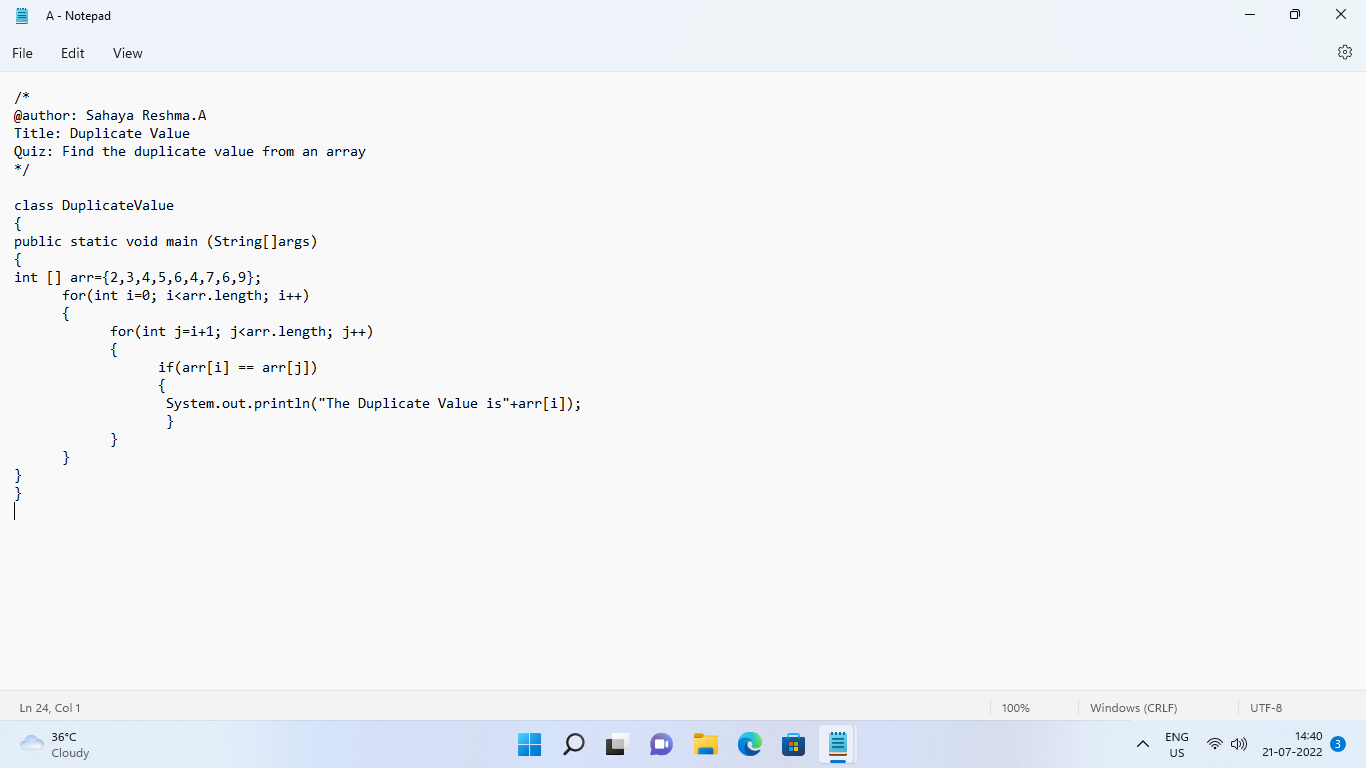 A - Notepad
File Edit View
/*
@author: Sahaya Reshma.A
Title: Duplicate Value
Quiz: Find the duplicate value from an array
*/

class DuplicateValue
{
public static void main (String[]args)
{
int [] arr={2,3,4,5,6,4,7,6,9};
      for(int i=0; i<arr.length; i++)
      {
            for(int j=i+1; j<arr.length; j++)
            {
                  if(arr[i] == arr[j])
                  {
                   System.out.println("The Duplicate Value is"+arr[i]);
                   }
            }
      }
}
}
Ln 24, Col 1 100% Windows (CRLF) UTF-8
36°C
Cloudy
ENG
US
14:40
21-07-2022
3